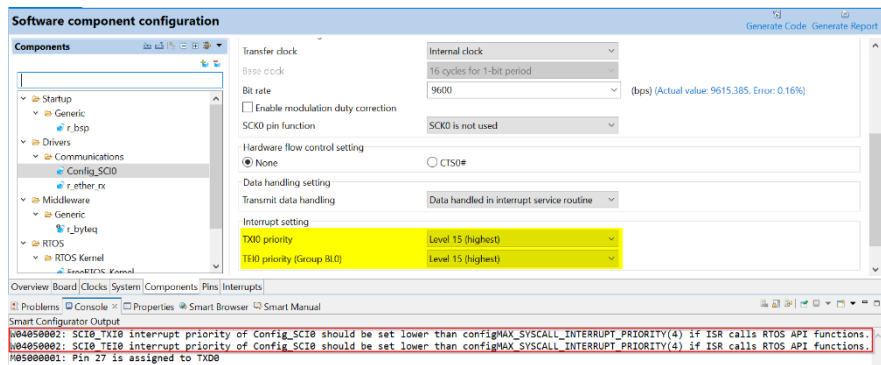 Software component configuration
Generate Code Generate Report
Components
Transfer clock Internal clock
Base clock 16 cycles for 1-bit period
Bit rate 9600 (bps) (Actual value: 9615.385, Error: 0.16%)
Enable modulation duty correction
SCK0 pin function SCK0 is not used
Hardware flow control setting
None CTS0#
Data handling setting
Transmit data handling Data handled in interrupt service routine
Interrupt setting
TXI0 priority Level 15 (highest)
TEI0 priority (Group BL0) Level 15 (highest)
Startup
Generic
r_bsp
Drivers
Communications
Config_SCI0
r_ether_rx
Middleware
Generic
r_byteq
RTOS
RTOS Kernel
FreeRTOS_Kernel
Overview Board Clocks System Components Pins Interrupts
Problems Console Properties Smart Browser Smart Manual
Smart Configurator Output
W04050002: SCI0_TXI0 interrupt priority of Config_SCI0 should be set lower than configMAX_SYSCALL_INTERRUPT_PRIORITY(4) if ISR calls RTOS API functions.
W04050002: SCI0_TEI0 interrupt priority of Config_SCI0 should be set lower than configMAX_SYSCALL_INTERRUPT_PRIORITY(4) if ISR calls RTOS API functions.
M05000001: Pin 27 is assigned to TXD0